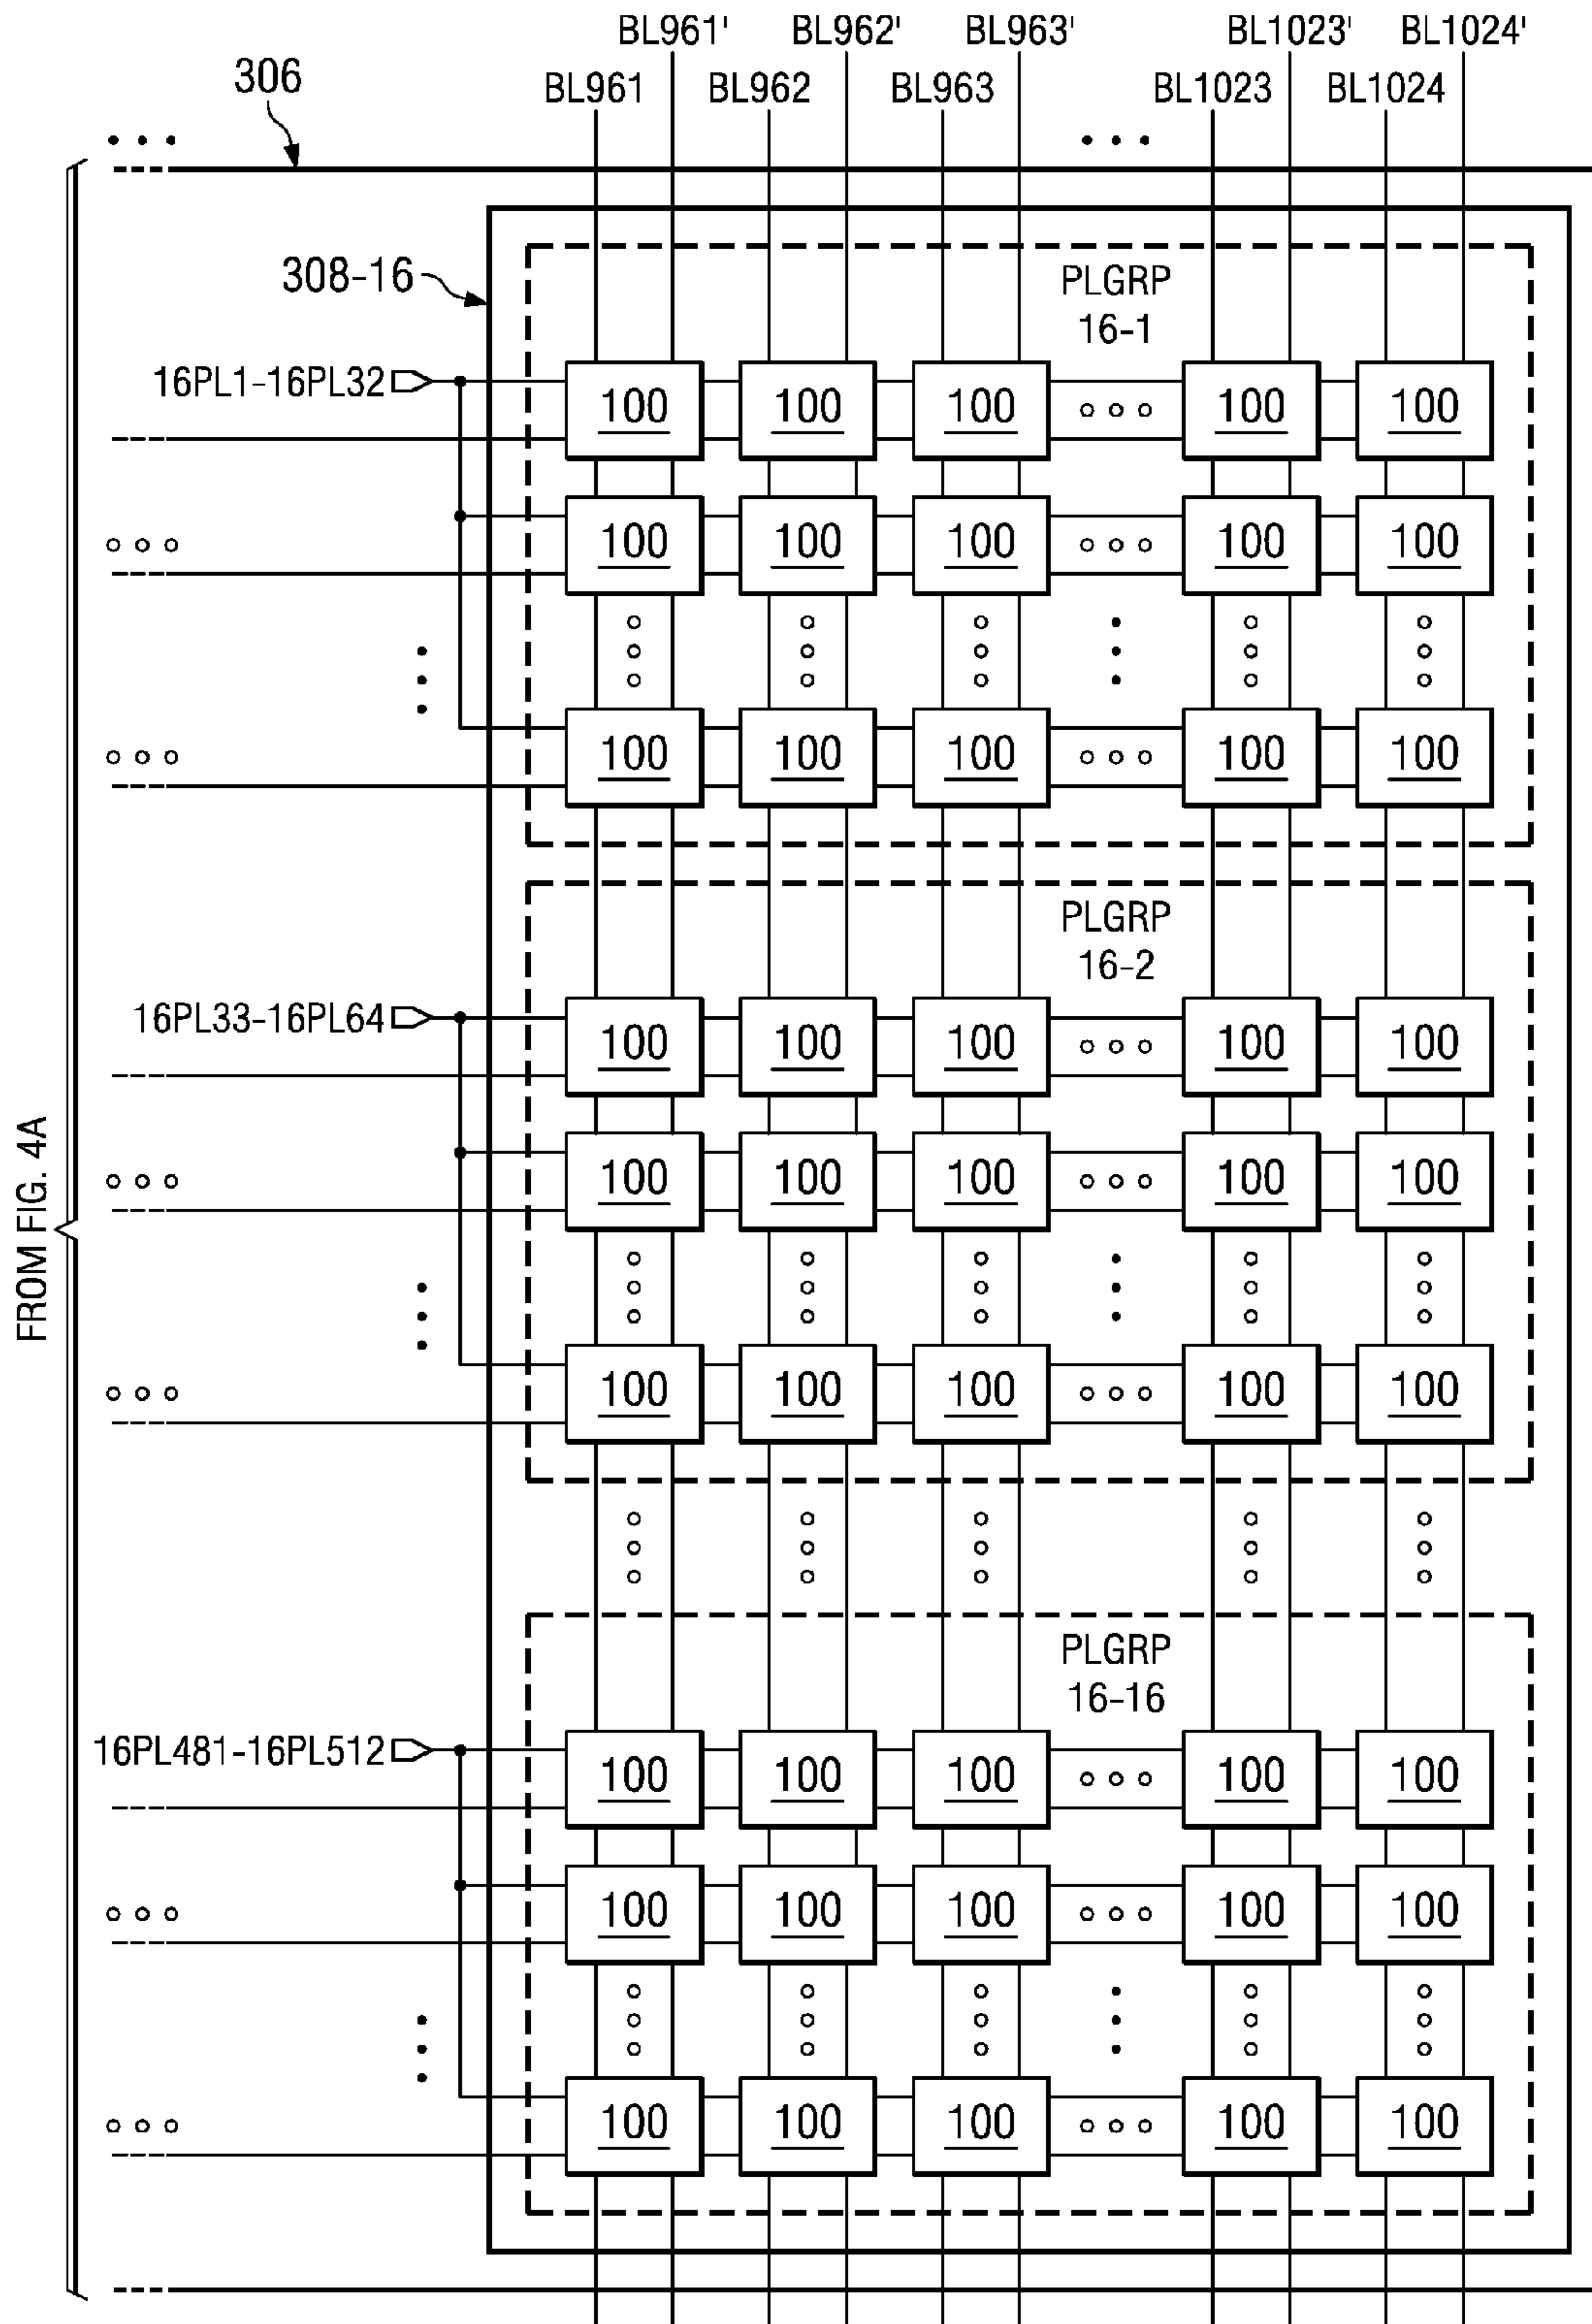 BL961' BL962' BL963' BL1023' BL1024'
306 BL961 BL962 BL963 BL1023 BL1024
308-16
PLGRP
16-1
16PL1-16PL32
100 100 100 100 100
100 100 100 100 100
100 100 100 100 100
PLGRP
16-2
16PL33-16PL64
100 100 100 100 100
100 100 100 100 100
100 100 100 100 100
FROM FIG. 4A
PLGRP
16-16
16PL481-16PL512
100 100 100 100 100
100 100 100 100 100
100 100 100 100 100